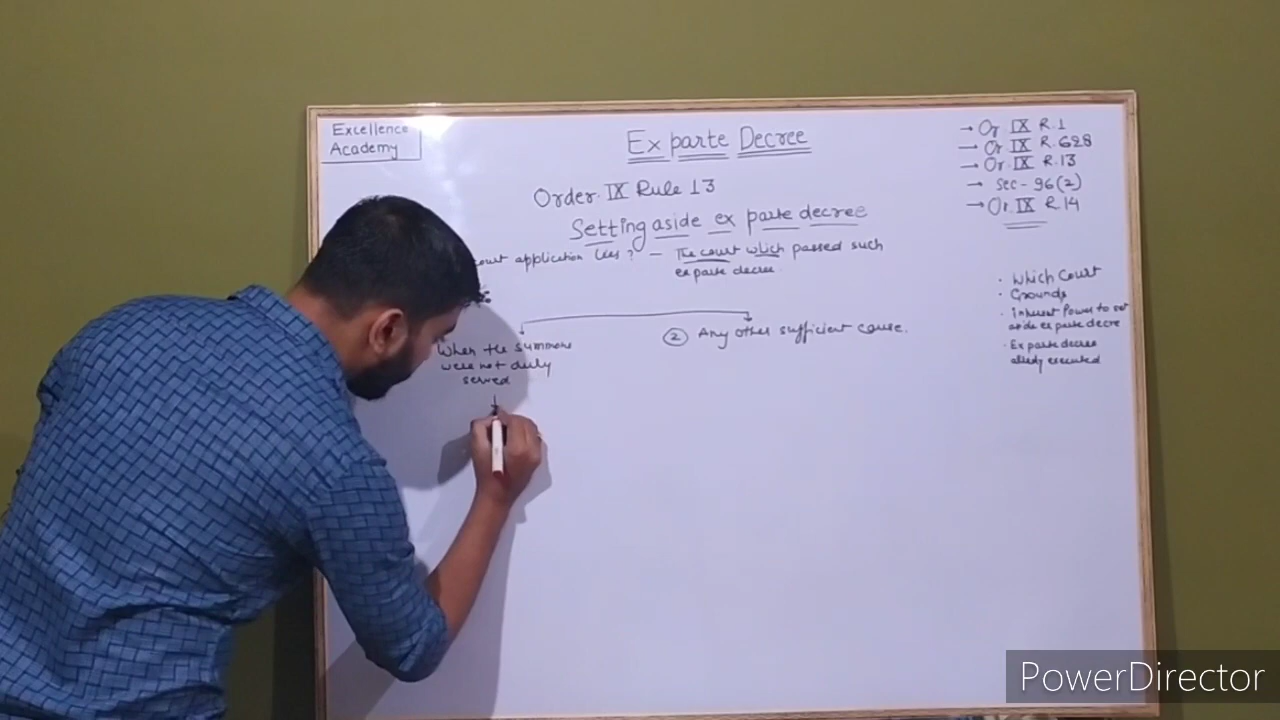 Excellence
Academy
Ex parte Decree
Order. IX Rule 13
Setting aside ex parte decree
court application lies? — The court which passed such
ex parte decree.
When the summons
were not duly
served
② Any other sufficient cause.
→ Or IX R.1
→ Or IX R.6&8
→ Or. IX R.13
→ Sec- 96(2)
→ Or. IX R.14
· Which Court
· Grounds
· Inherent Power to set
aside ex parte decre
· Ex parte decree
alredy executed
PowerDirector